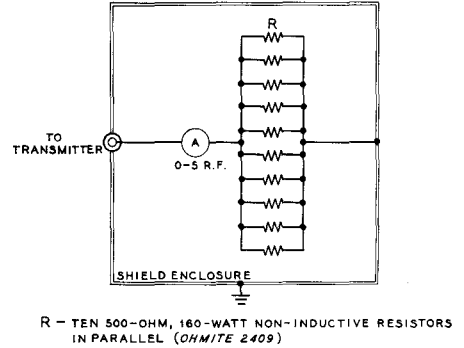 R
TO
TRANSMITTER
A
0-5 R.F.
SHIELD ENCLOSURE
R - TEN 500-OHM, 160-WATT NON-INDUCTIVE RESISTORS
IN PARALLEL (OHMITE 2409)